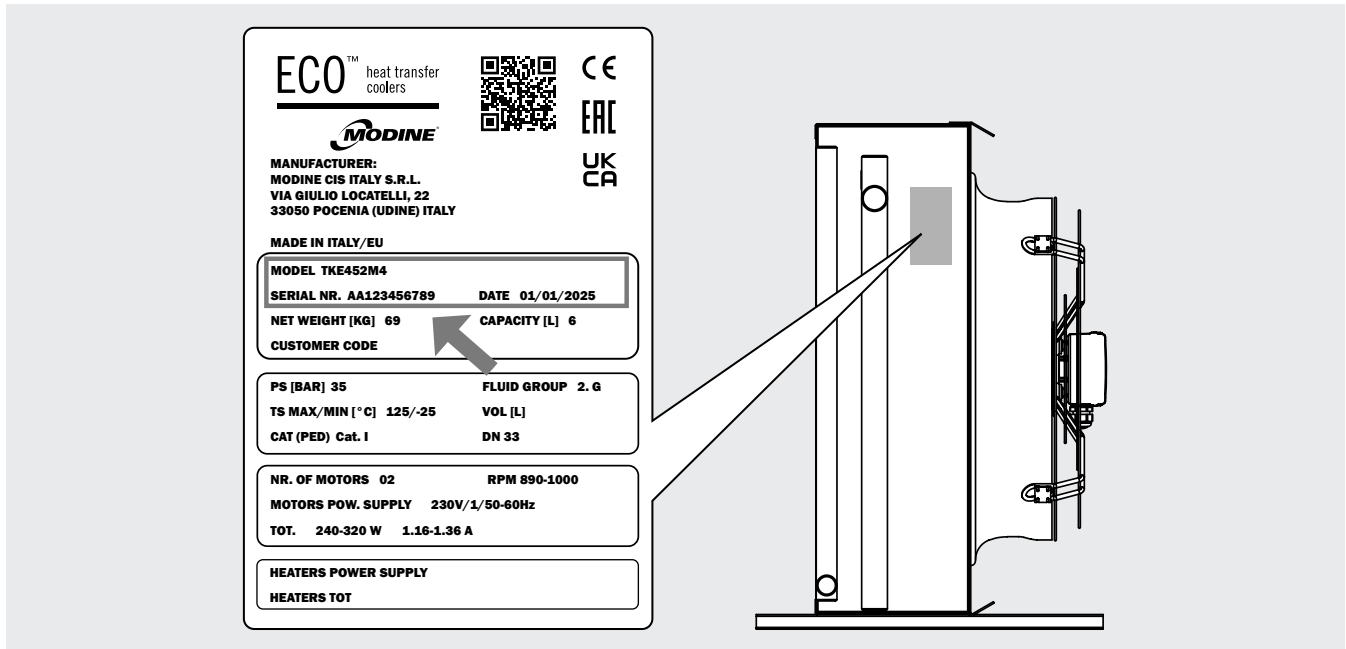 ECO™ heat transfer
coolers
MODINE®
CE
EAC
UK
CA
MANUFACTURER:
MODINE CIS ITALY S.R.L.
VIA GIULIO LOCATELLI, 22
33050 POCENIA (UDINE) ITALY
MADE IN ITALY/EU
MODEL TKE452M4
SERIAL NR. AA123456789 DATE 01/01/2025
NET WEIGHT [KG] 69 CAPACITY [L] 6
CUSTOMER CODE
PS [BAR] 35 FLUID GROUP 2. G
TS MAX/MIN [°C] 125/-25 VOL [L]
CAT (PED) Cat. I DN 33
NR. OF MOTORS 02 RPM 890-1000
MOTORS POW. SUPPLY 230V/1/50-60Hz
TOT. 240-320 W 1.16-1.36 A
HEATERS POWER SUPPLY
HEATERS TOT